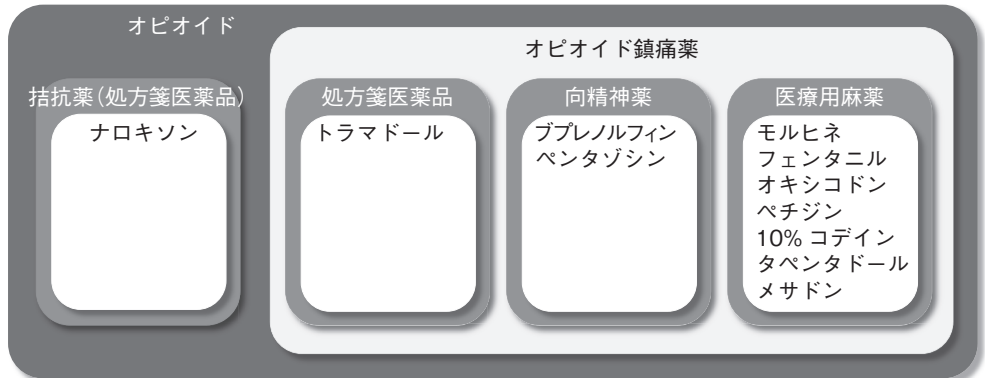 オピオイド
オピオイド鎮痛薬
拮抗薬（処方箋医薬品）
ナロキソン
処方箋医薬品
トラマドール
向精神薬
ブプレノルフィン
ペンタゾシン
医療用麻薬
モルヒネ
フェンタニル
オキシコドン
ペチジン
10% コデイン
タペンタドール
メサドン